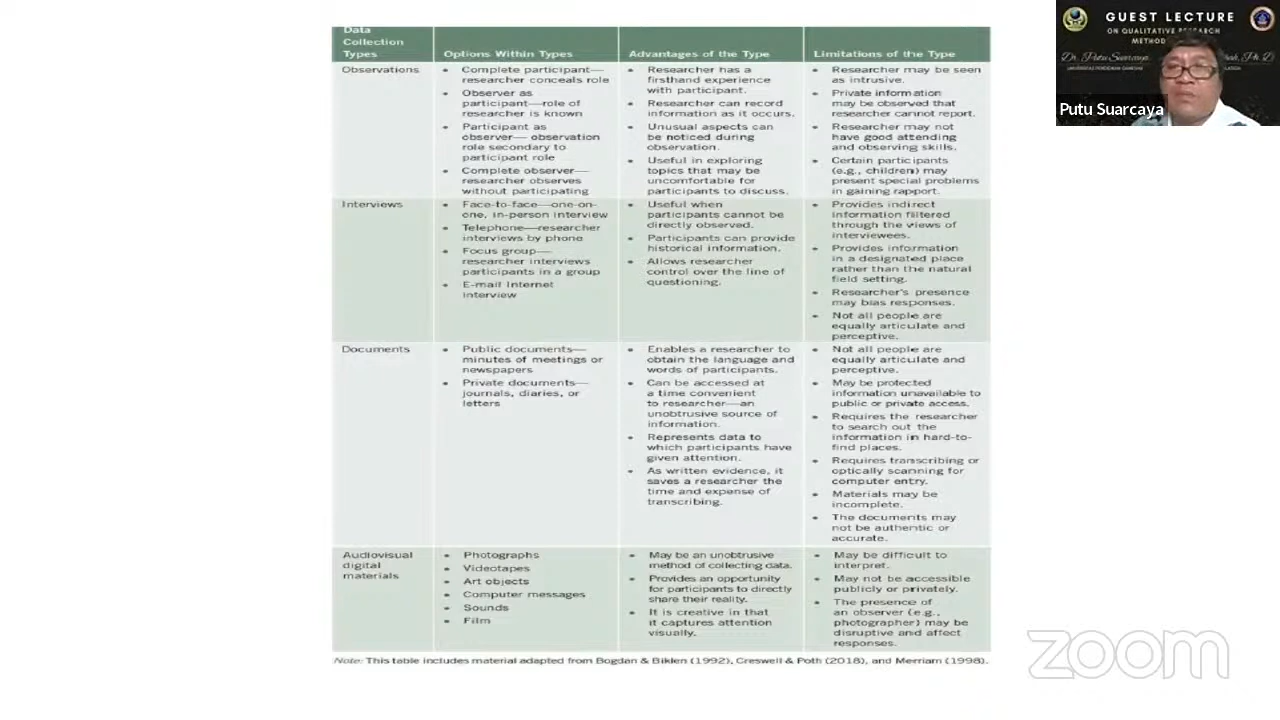 Data
Collection
Types
Options Within Types
Advantages of the Type
Limitations of the Type
Observations
• Complete participant—
researcher conceals role
• Observer as
participant—role of
researcher is known
• Participant as
observer— observation
role secondary to
participant role
• Complete observer—
researcher observes
without participating
• Researcher has a
firsthand experience
with participant.
• Researcher can record
information as it occurs.
• Unusual aspects can
be noticed during
observation.
• Useful in exploring
topics that may be
uncomfortable for
participants to discuss.
• Researcher may be seen
as intrusive.
• Private information
may be observed that
researcher cannot report.
• Researcher may not
have good attending
and observing skills.
• Certain participants
(e.g., children) may
present special problems
in gaining rapport.
Interviews
• Face-to-face—one-on-
one, in-person interview
• Telephone—researcher
interviews by phone
• Focus group—
researcher interviews
participants in a group
• E-mail Internet
interview
• Useful when
participants cannot be
directly observed.
• Participants can provide
historical information.
• Allows researcher
control over the line of
questioning.
• Provides indirect
information filtered
through the views of
interviewees.
• Provides information
in a designated place
rather than the natural
field setting.
• Researcher's presence
may bias responses.
• Not all people are
equally articulate and
perceptive.
Documents
• Public documents—
minutes of meetings or
newspapers
• Private documents—
journals, diaries, or
letters
• Enables a researcher to
obtain the language and
words of participants.
• Can be accessed at
a time convenient
to researcher—an
unobtrusive source of
information.
• Represents data to
which participants have
given attention.
• As written evidence, it
saves a researcher the
time and expense of
transcribing.
• Not all people are
equally articulate and
perceptive.
• May be protected
information unavailable to
public or private access.
• Requires the researcher
to search out the
information in hard-to-
find places.
• Requires transcribing or
optically scanning for
computer entry.
• Materials may be
incomplete.
• The documents may
not be authentic or
accurate.
Audiovisual
digital
materials
• Photographs
• Videotapes
• Art objects
• Computer messages
• Sounds
• Film
• May be an unobtrusive
method of collecting data.
• Provides an opportunity
for participants to directly
share their reality.
• It is creative in that
it captures attention
visually.
• May be difficult to
interpret.
• May not be accessible
publicly or privately.
• The presence of
an observer (e.g.,
photographer) may be
disruptive and affect
responses.
Note: This table includes material adapted from Bogdan & Biklen (1992), Creswell & Poth (2018), and Merriam (1998).
GUEST LECTURE
ON QUALITATIVE RESEARCH
METHOD
Dr. Putu Suarcaya
Ph.D
Putu Suarcaya
zoom